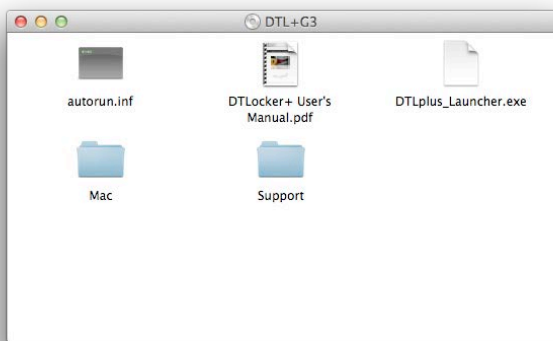 DTL+G3
autorun.inf
DTLocker+ User's
Manual.pdf
DTLplus_Launcher.exe
Mac
Support